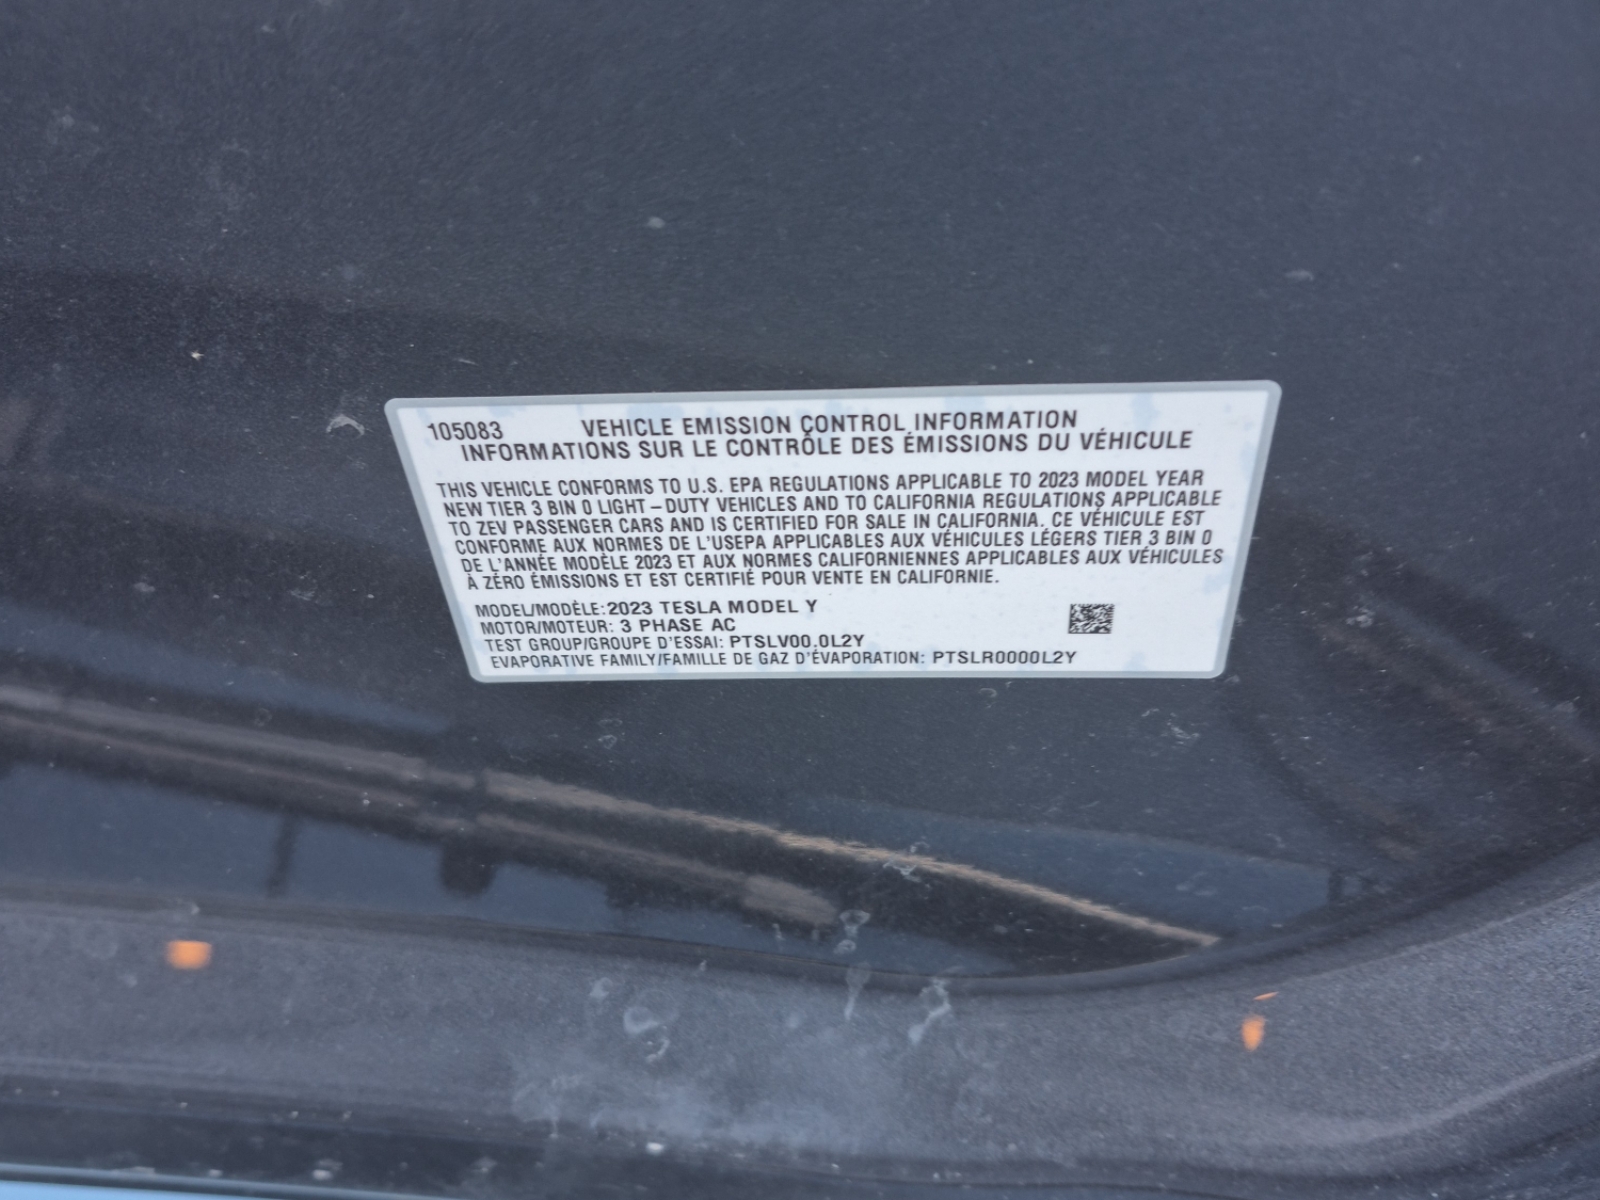 105083 VEHICLE EMISSION CONTROL INFORMATION
INFORMATIONS SUR LE CONTRÔLE DES ÉMISSIONS DU VÉHICULE
THIS VEHICLE CONFORMS TO U.S. EPA REGULATIONS APPLICABLE TO 2023 MODEL YEAR
NEW TIER 3 BIN 0 LIGHT – DUTY VEHICLES AND TO CALIFORNIA REGULATIONS APPLICABLE
TO ZEV PASSENGER CARS AND IS CERTIFIED FOR SALE IN CALIFORNIA. CE VÉHICULE EST
CONFORME AUX NORMES DE L'USEPA APPLICABLES AUX VÉHICULES LÉGERS TIER 3 BIN 0
DE L'ANNÉE MODÈLE 2023 ET AUX NORMES CALIFORNIENNES APPLICABLES AUX VÉHICULES
À ZÉRO ÉMISSIONS ET EST CERTIFIÉ POUR VENTE EN CALIFORNIE.
MODEL/MODÈLE: 2023 TESLA MODEL Y
MOTOR/MOTEUR: 3 PHASE AC
TEST GROUP/GROUPE D'ESSAI: PTSLV00.0L2Y
EVAPORATIVE FAMILY/FAMILLE DE GAZ D'ÉVAPORATION: PTSLR0000L2Y